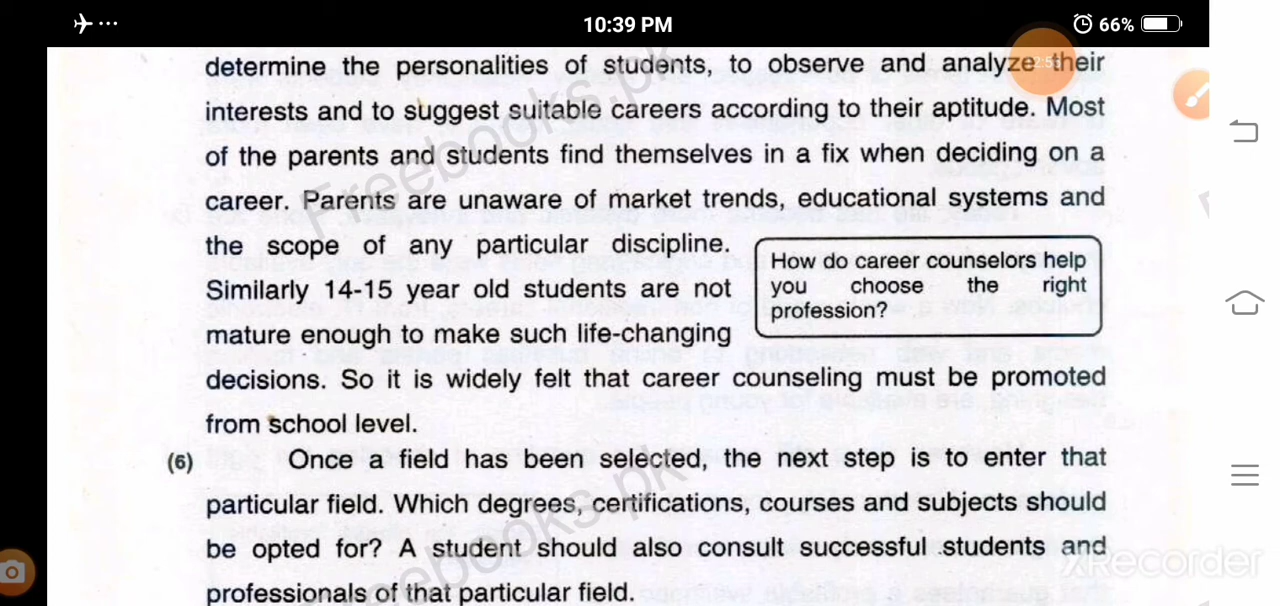 10:39 PM
66%
determine the personalities of students, to observe and analyze their
interests and to suggest suitable careers according to their aptitude. Most
of the parents and students find themselves in a fix when deciding on a
career. Parents are unaware of market trends, educational systems and
the scope of any particular discipline.
Similarly 14-15 year old students are not
mature enough to make such life-changing
How do career counselors help
you choose the right
profession?
decisions. So it is widely felt that career counseling must be promoted
from school level.
(6) Once a field has been selected, the next step is to enter that
particular field. Which degrees, certifications, courses and subjects should
be opted for? A student should also consult successful students and
professionals of that particular field.
Freebooks.pk
Freebooks.pk
XRecorder